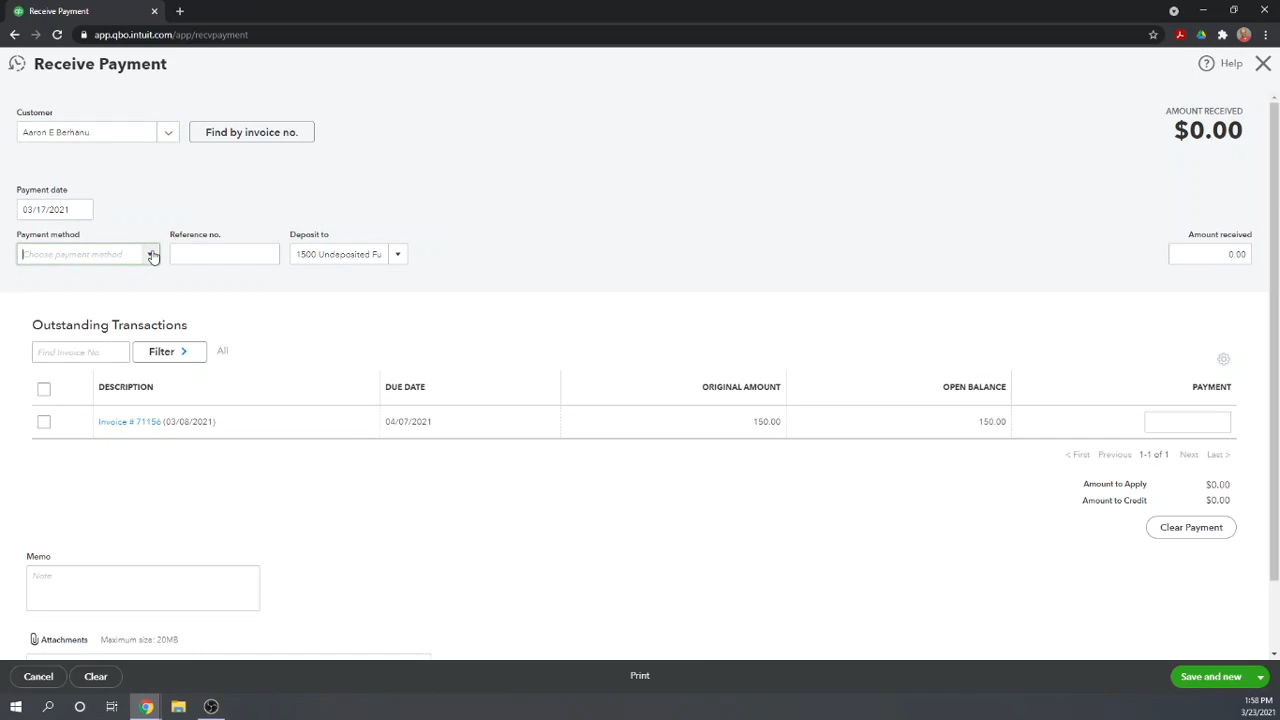 Receive Payment
app.qbo.intuit.com/app/recvpayment
Receive Payment
Help
Customer
AMOUNT RECEIVED
Aaron E Berhanu
Find by invoice no.
$0.00
Payment date
03/17/2021
Payment method
Reference no.
Deposit to
Amount received
Choose payment method
1500 Undeposited Fu
0.00
Outstanding Transactions
Find Invoice No.
Filter >
All
DESCRIPTION
DUE DATE
ORIGINAL AMOUNT
OPEN BALANCE
PAYMENT
Invoice # 71156 (03/08/2021)
04/07/2021
150.00
150.00
< First Previous 1-1 of 1 Next Last >
Amount to Apply $0.00
Amount to Credit $0.00
Clear Payment
Memo
Note
Attachments Maximum size: 20MB
Cancel
Clear
Print
Save and new
1:58 PM
3/23/2021